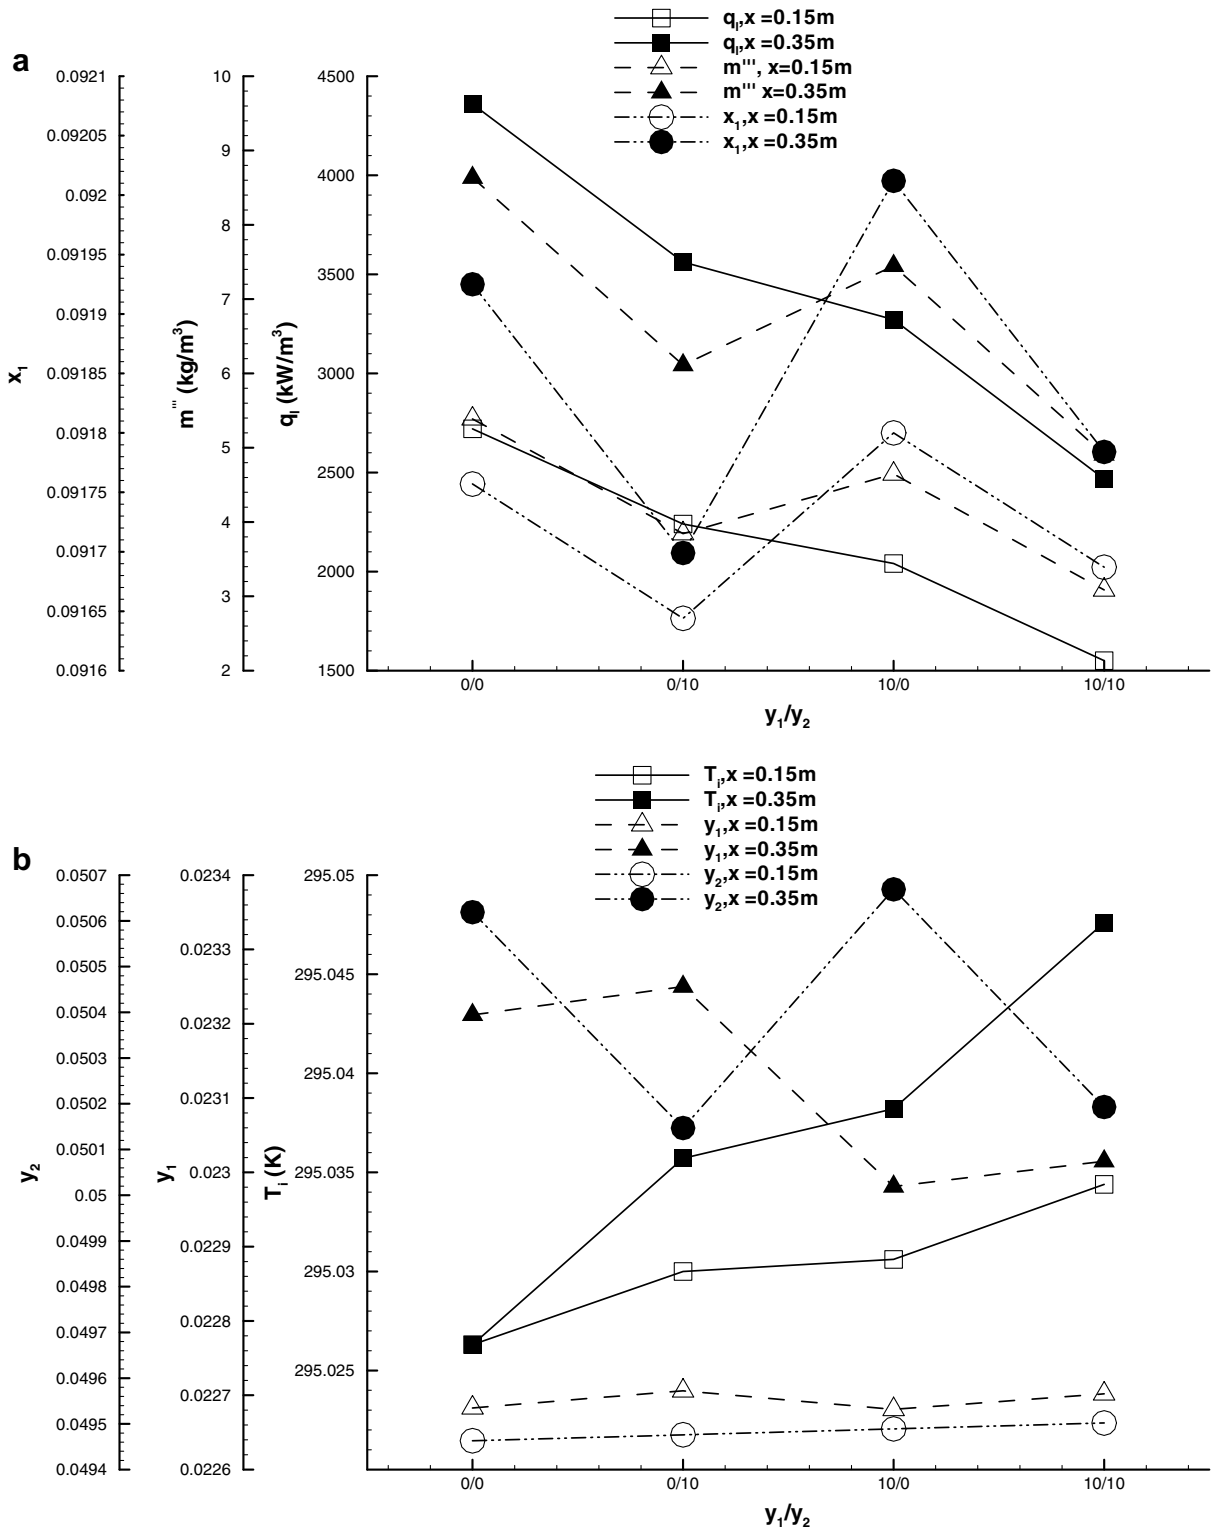 a
q_l, x = 0.15m
q_l, x = 0.35m
m''', x=0.15m
m''' x=0.35m
x_1, x = 0.15m
x_1, x = 0.35m
0.0921
0.09205
0.092
0.09195
0.0919
0.09185
0.0918
0.09175
0.0917
0.09165
0.0916
x_1
10
9
8
7
6
5
4
3
2
m''' (kg/m^3)
4500
4000
3500
3000
2500
2000
1500
q_l (kW/m^3)
0/0 0/10 10/0 10/10
y_1/y_2
b
T_i, x = 0.15m
T_i, x = 0.35m
y_1, x = 0.15m
y_1, x = 0.35m
y_2, x = 0.15m
y_2, x = 0.35m
0.0507
0.0506
0.0505
0.0504
0.0503
0.0502
0.0501
0.05
0.0499
0.0498
0.0497
0.0496
0.0495
0.0494
y_2
0.0234
0.0233
0.0232
0.0231
0.023
0.0229
0.0228
0.0227
0.0226
y_1
295.05
295.045
295.04
295.035
295.03
295.025
T_i (K)
0/0 0/10 10/0 10/10
y_1/y_2